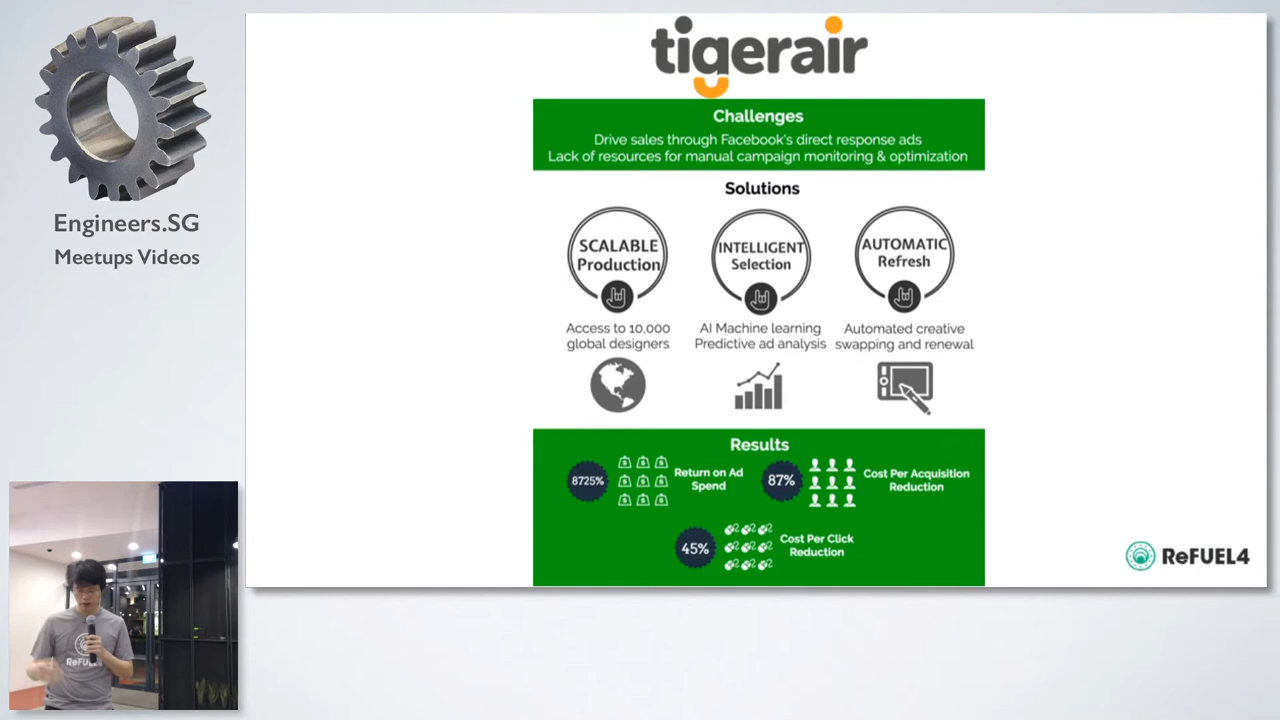 Engineers.SG
Meetups Videos
tigerair
Challenges
Drive sales through Facebook's direct response ads
Lack of resources for manual campaign monitoring & optimization
Solutions
SCALABLE
Production
INTELLIGENT
Selection
AUTOMATIC
Refresh
Access to 10,000
global designers
AI Machine learning
Predictive ad analysis
Automated creative
swapping and renewal
Results
8725%
Return on Ad
Spend
87%
Cost Per Acquisition
Reduction
45%
Cost Per Click
Reduction
ReFUEL4
ReFUEL4